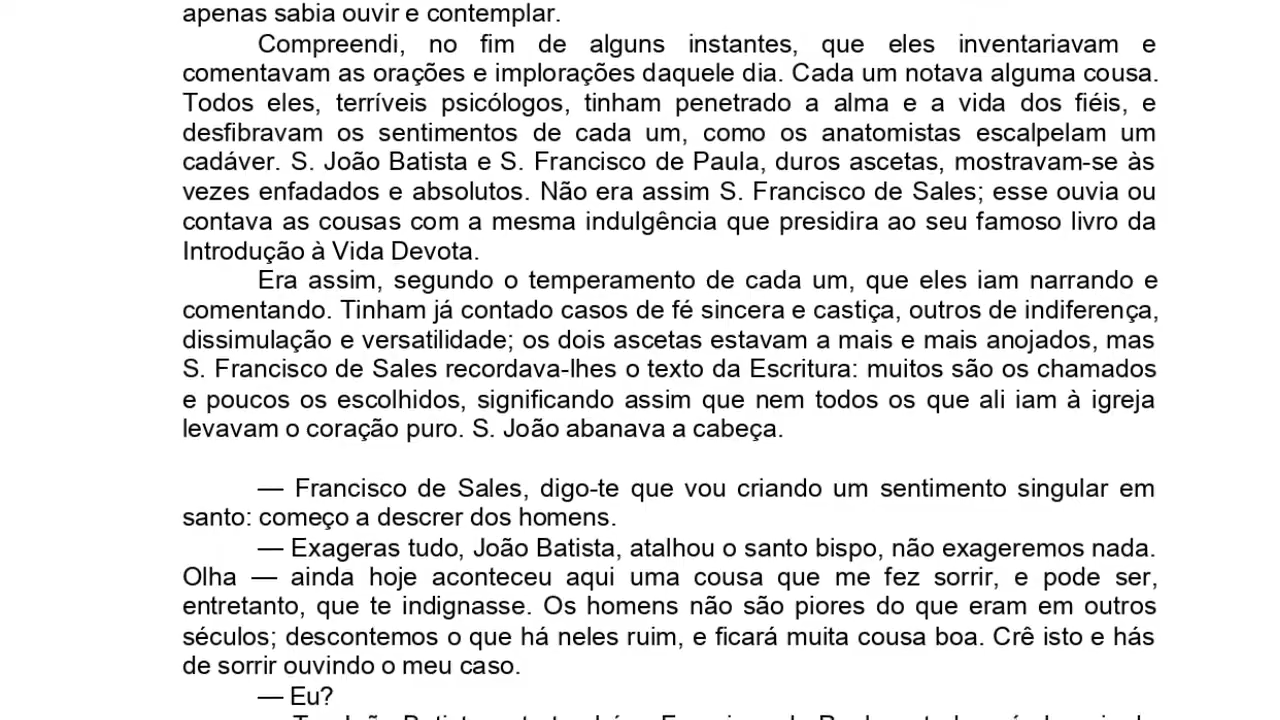 apenas sabia ouvir e contemplar.
Compreendi, no fim de alguns instantes, que eles inventariavam e
comentavam as orações e implorações daquele dia. Cada um notava alguma cousa.
Todos eles, terríveis psicólogos, tinham penetrado a alma e a vida dos fiéis, e
desfibravam os sentimentos de cada um, como os anatomistas escalpelam um
cadáver. S. João Batista e S. Francisco de Paula, duros ascetas, mostravam-se às
vezes enfadados e absolutos. Não era assim S. Francisco de Sales; esse ouvia ou
contava as cousas com a mesma indulgência que presidira ao seu famoso livro da
Introdução à Vida Devota.
Era assim, segundo o temperamento de cada um, que eles iam narrando e
comentando. Tinham já contado casos de fé sincera e castiça, outros de indiferença,
dissimulação e versatilidade; os dois ascetas estavam a mais e mais anojados, mas
S. Francisco de Sales recordava-lhes o texto da Escritura: muitos são os chamados
e poucos os escolhidos, significando assim que nem todos os que ali iam à igreja
levavam o coração puro. S. João abanava a cabeça.
— Francisco de Sales, digo-te que vou criando um sentimento singular em
santo: começo a descrer dos homens.
— Exageras tudo, João Batista, atalhou o santo bispo, não exageremos nada.
Olha — ainda hoje aconteceu aqui uma cousa que me fez sorrir, e pode ser,
entretanto, que te indignasse. Os homens não são piores do que eram em outros
séculos; descontemos o que há neles ruim, e ficará muita cousa boa. Crê isto e hás
de sorrir ouvindo o meu caso.
— Eu?